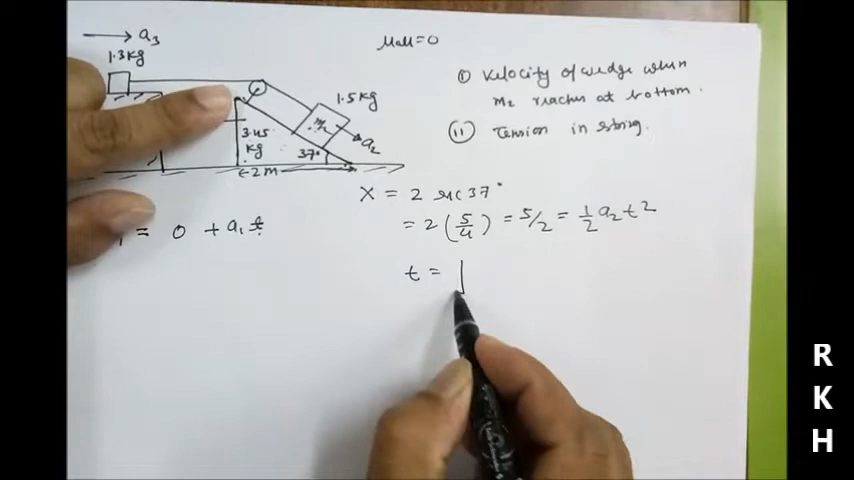 → a3
1.3kg
μall=0
1.5kg
m2
a2
3.45
kg
37°
2m
i Velocity of wedge when
m2 reaches at bottom.
ii Tension in string.
x = 2 sec 37°
= 2 (5/4) = 5/2 = 1/2 a2 t2
= 0 + a1 t
t =
R
K
H